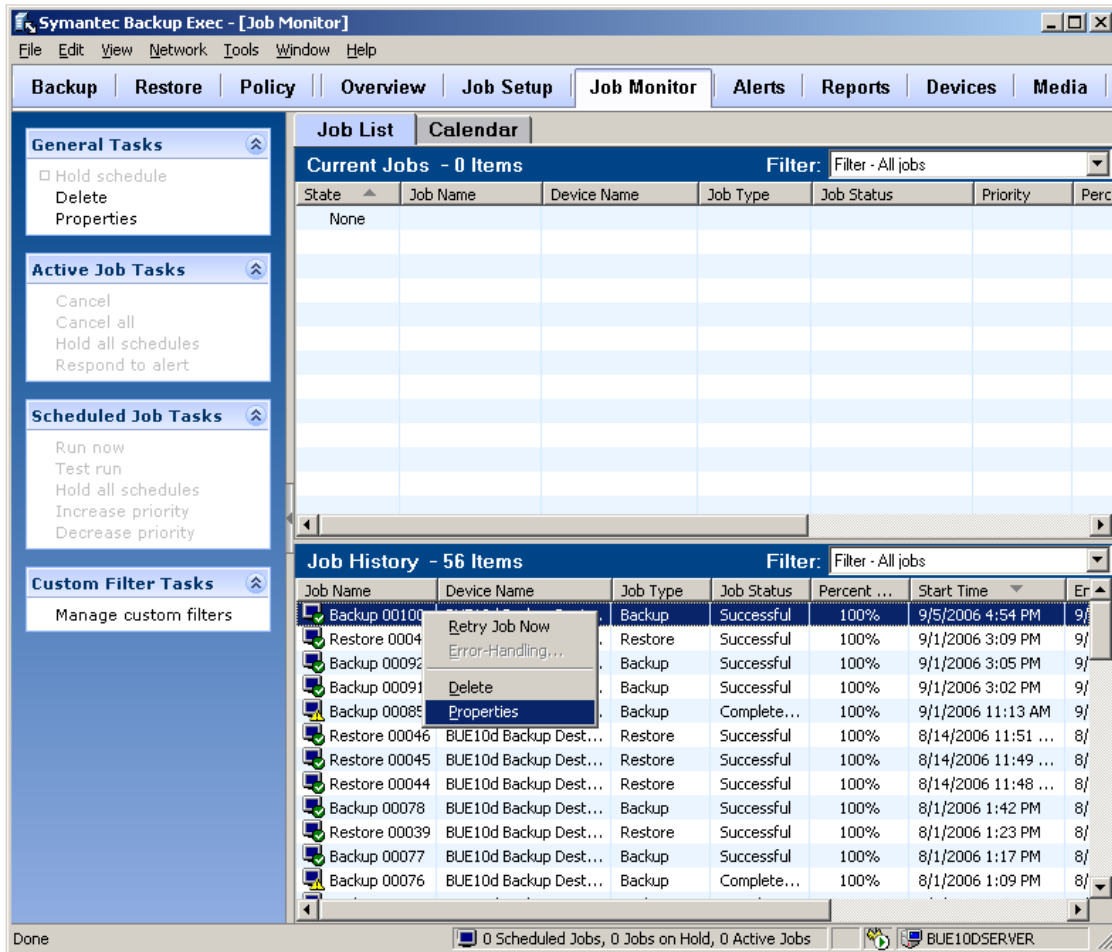 Symantec Backup Exec - [Job Monitor]
File Edit View Network Tools Window Help
Backup Restore Policy Overview Job Setup Job Monitor Alerts Reports Devices Media
General Tasks
Hold schedule
Delete
Properties
Active Job Tasks
Cancel
Cancel all
Hold all schedules
Respond to alert
Scheduled Job Tasks
Run now
Test run
Hold all schedules
Increase priority
Decrease priority
Custom Filter Tasks
Manage custom filters
Job List Calendar
Current Jobs - 0 Items Filter: Filter - All jobs
State Job Name Device Name Job Type Job Status Priority Perc
None
Job History - 56 Items Filter: Filter - All jobs
Job Name Device Name Job Type Job Status Percent ... Start Time
Backup 00100 Backup Successful 100% 9/5/2006 4:54 PM 9/
Restore 0004 Restore Successful 100% 9/1/2006 3:09 PM 9/
Backup 00092 Backup Successful 100% 9/1/2006 3:05 PM 9/
Backup 00091 Backup Successful 100% 9/1/2006 3:02 PM 9/
Backup 00085 Backup Complete... 100% 9/1/2006 11:13 AM 9/
Retry Job Now
Error-Handling...
Delete
Properties
Restore 00046 BUE10d Backup Dest... Restore Successful 100% 8/14/2006 11:51 ... 8/
Restore 00045 BUE10d Backup Dest... Restore Successful 100% 8/14/2006 11:49 ... 8/
Restore 00044 BUE10d Backup Dest... Restore Successful 100% 8/14/2006 11:48 ... 8/
Backup 00078 BUE10d Backup Dest... Backup Successful 100% 8/1/2006 1:42 PM 8/
Restore 00039 BUE10d Backup Dest... Restore Successful 100% 8/1/2006 1:23 PM 8/
Backup 00077 BUE10d Backup Dest... Backup Successful 100% 8/1/2006 1:17 PM 8/
Backup 00076 BUE10d Backup Dest... Backup Complete... 100% 8/1/2006 1:09 PM 8/
Done 0 Scheduled Jobs, 0 Jobs on Hold, 0 Active Jobs BUE10DSERVER